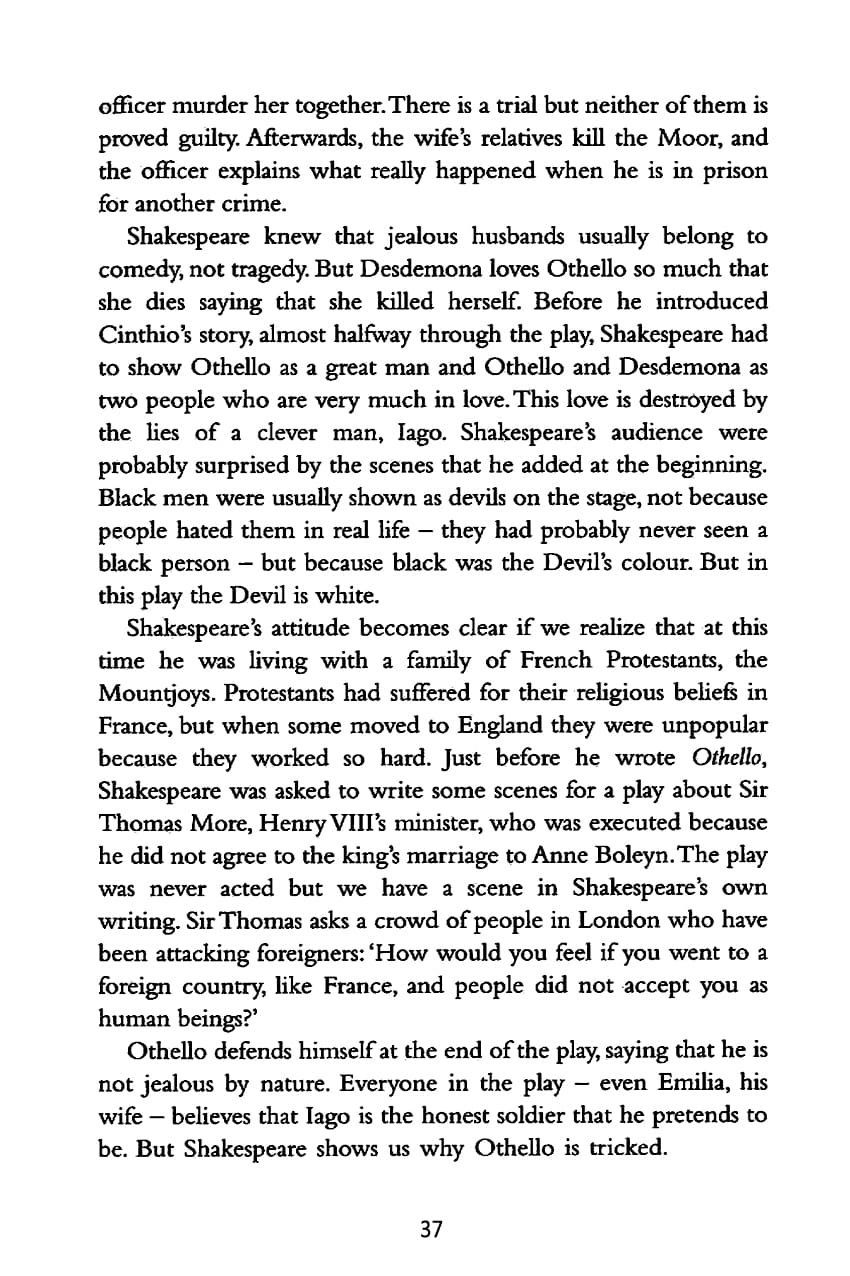 officer murder her together. There is a trial but neither of them is
proved guilty. Afterwards, the wife's relatives kill the Moor, and
the officer explains what really happened when he is in prison
for another crime.
Shakespeare knew that jealous husbands usually belong to
comedy, not tragedy. But Desdemona loves Othello so much that
she dies saying that she killed herself. Before he introduced
Cinthio's story, almost halfway through the play, Shakespeare had
to show Othello as a great man and Othello and Desdemona as
two people who are very much in love. This love is destroyed by
the lies of a clever man, Iago. Shakespeare's audience were
probably surprised by the scenes that he added at the beginning.
Black men were usually shown as devils on the stage, not because
people hated them in real life – they had probably never seen a
black person – but because black was the Devil's colour. But in
this play the Devil is white.
Shakespeare's attitude becomes clear if we realize that at this
time he was living with a family of French Protestants, the
Mountjoys. Protestants had suffered for their religious beliefs in
France, but when some moved to England they were unpopular
because they worked so hard. Just before he wrote Othello,
Shakespeare was asked to write some scenes for a play about Sir
Thomas More, Henry VIII's minister, who was executed because
he did not agree to the king's marriage to Anne Boleyn. The play
was never acted but we have a scene in Shakespeare's own
writing. Sir Thomas asks a crowd of people in London who have
been attacking foreigners: 'How would you feel if you went to a
foreign country, like France, and people did not accept you as
human beings?'
Othello defends himself at the end of the play, saying that he is
not jealous by nature. Everyone in the play – even Emilia, his
wife – believes that Iago is the honest soldier that he pretends to
be. But Shakespeare shows us why Othello is tricked.
37